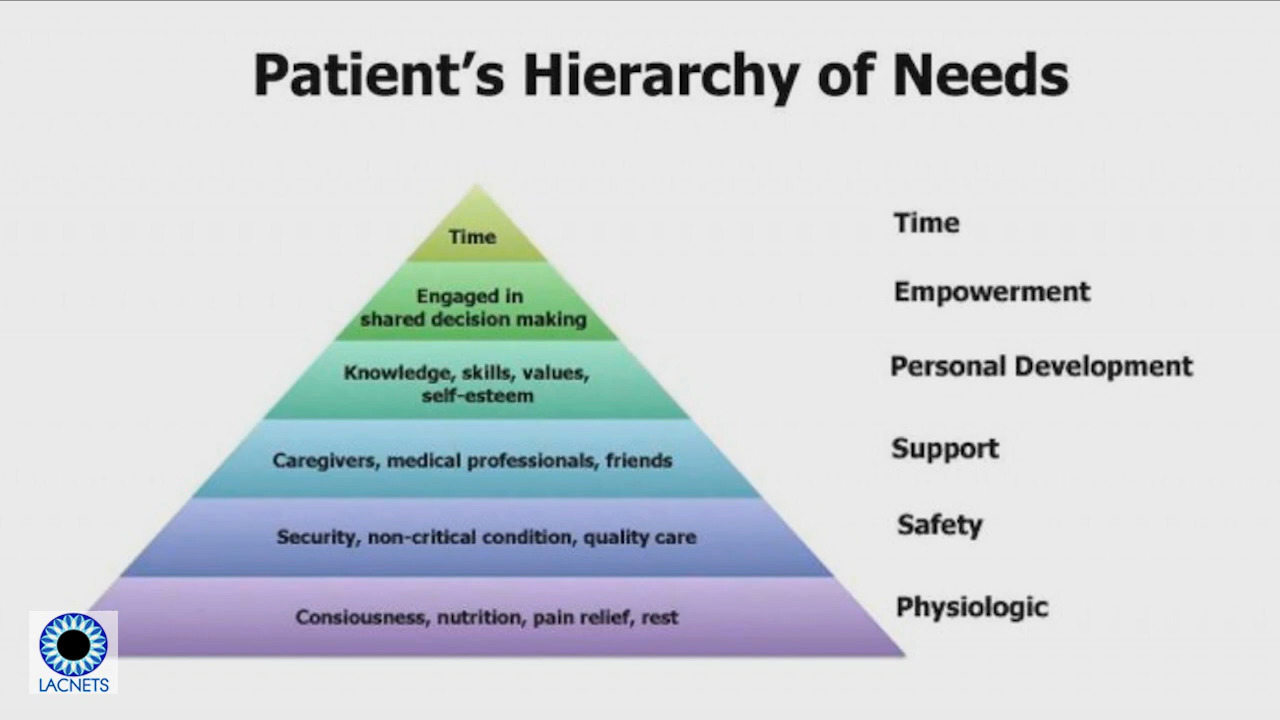 Patient’s Hierarchy of Needs
Time
Time
Engaged in
shared decision making
Empowerment
Knowledge, skills, values,
self-esteem
Personal Development
Caregivers, medical professionals, friends
Support
Security, non-critical condition, quality care
Safety
Consiousness, nutrition, pain relief, rest
Physiologic
LACNETS